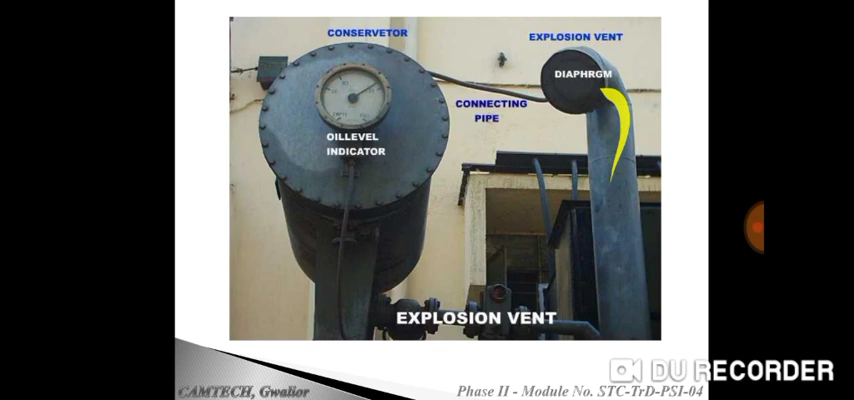 CONSERVETOR
EXPLOSION VENT
DIAPHRGM
CONNECTING
PIPE
OILLEVEL
INDICATOR
EXPLOSION VENT
DU RECORDER
CAMTECH, Gwalior
Phase II - Module No. STC-TrD-PSI-04